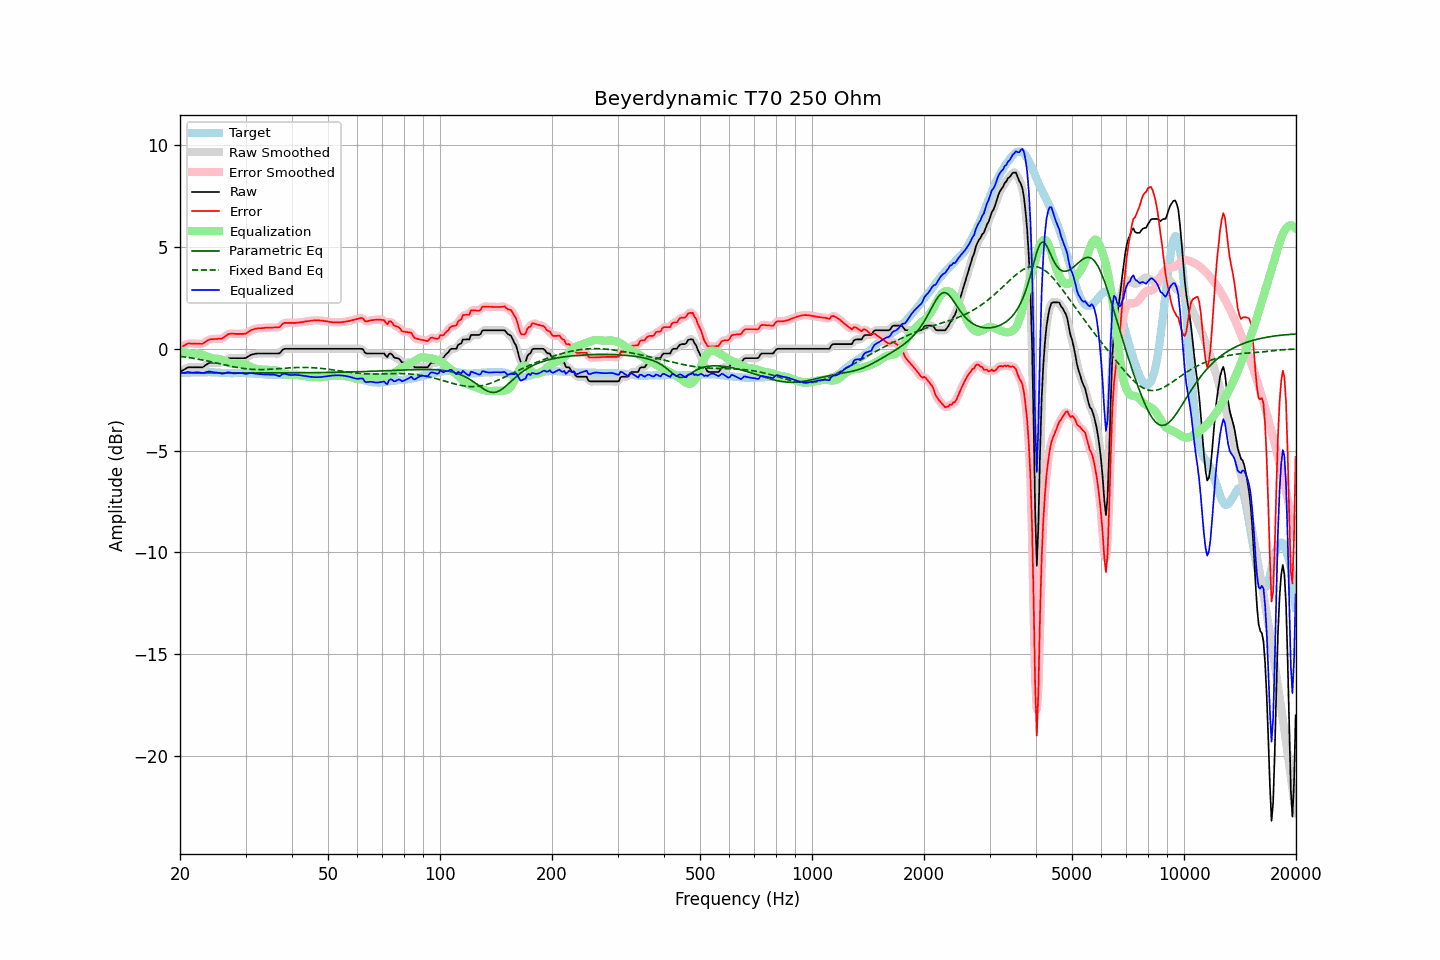 Beyerdynamic T70 250 Ohm
Target
Raw Smoothed
Error Smoothed
Raw
Error
Equalization
Parametric Eq
Fixed Band Eq
Equalized
Amplitude (dBr)
10
5
0
−5
−10
−15
−20
20 50 100 200 500 1000 2000 5000 10000 20000
Frequency (Hz)